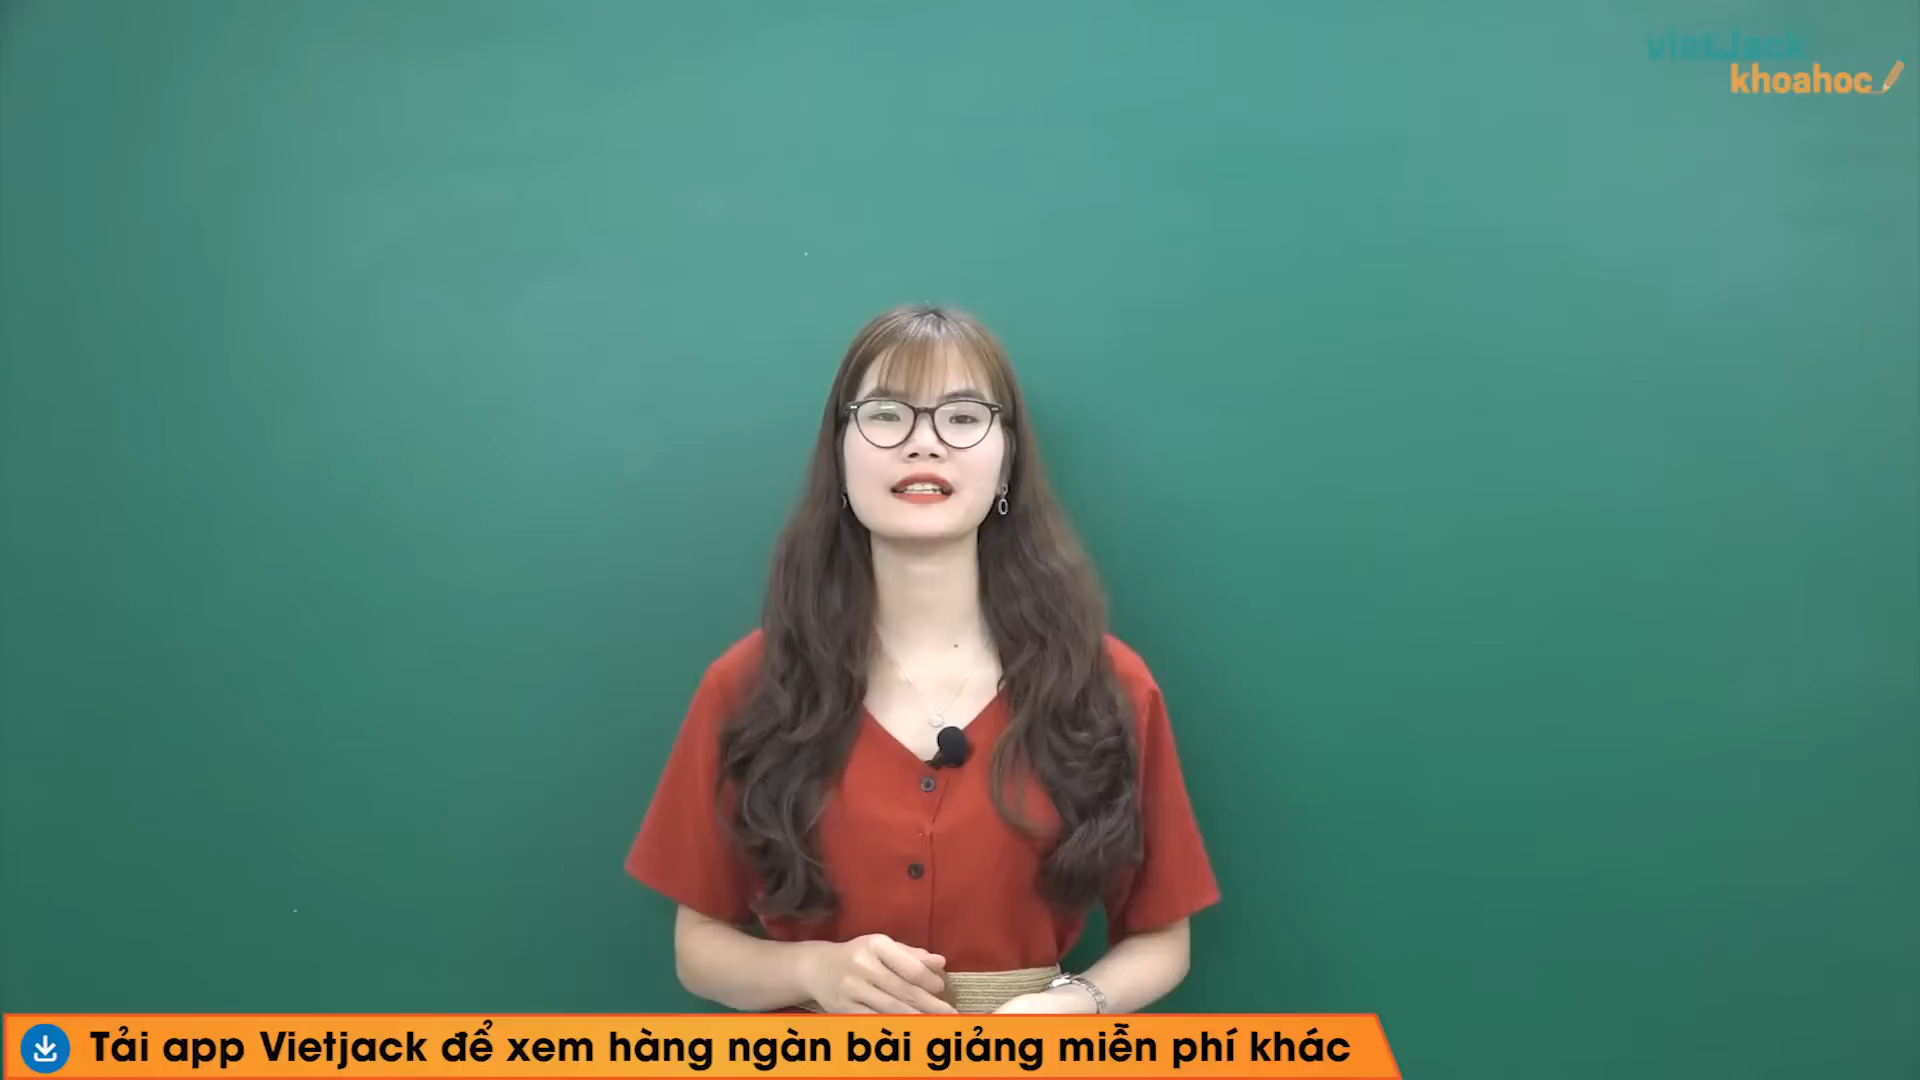 vietJack
khoahoc
Tải app Vietjack để xem hàng ngàn bài giảng miễn phí khác